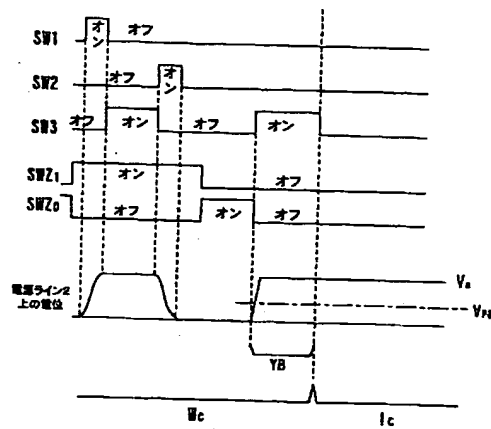 SW1 オン オフ
SW2 オフ オン
SW3 オフ オン オフ オン
SWZ1 オン オフ
SWZ0 オフ オン オフ
電源ライン2
上の電位
Va
YB
Wc Ic